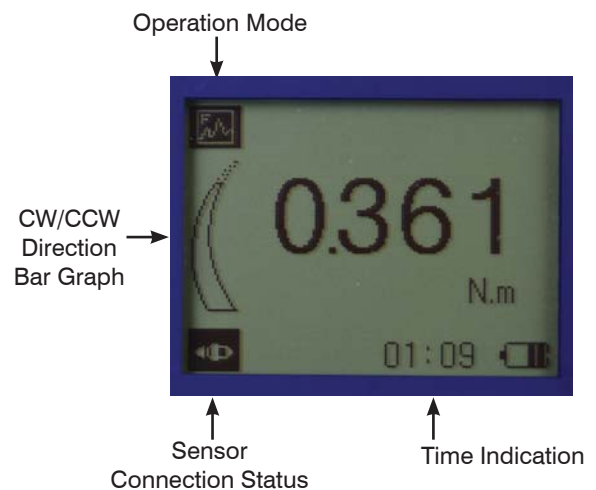 Operation Mode
F
0.361
CW/CCW
Direction
Bar Graph
N.m
01:09
Sensor
Connection Status
Time Indication